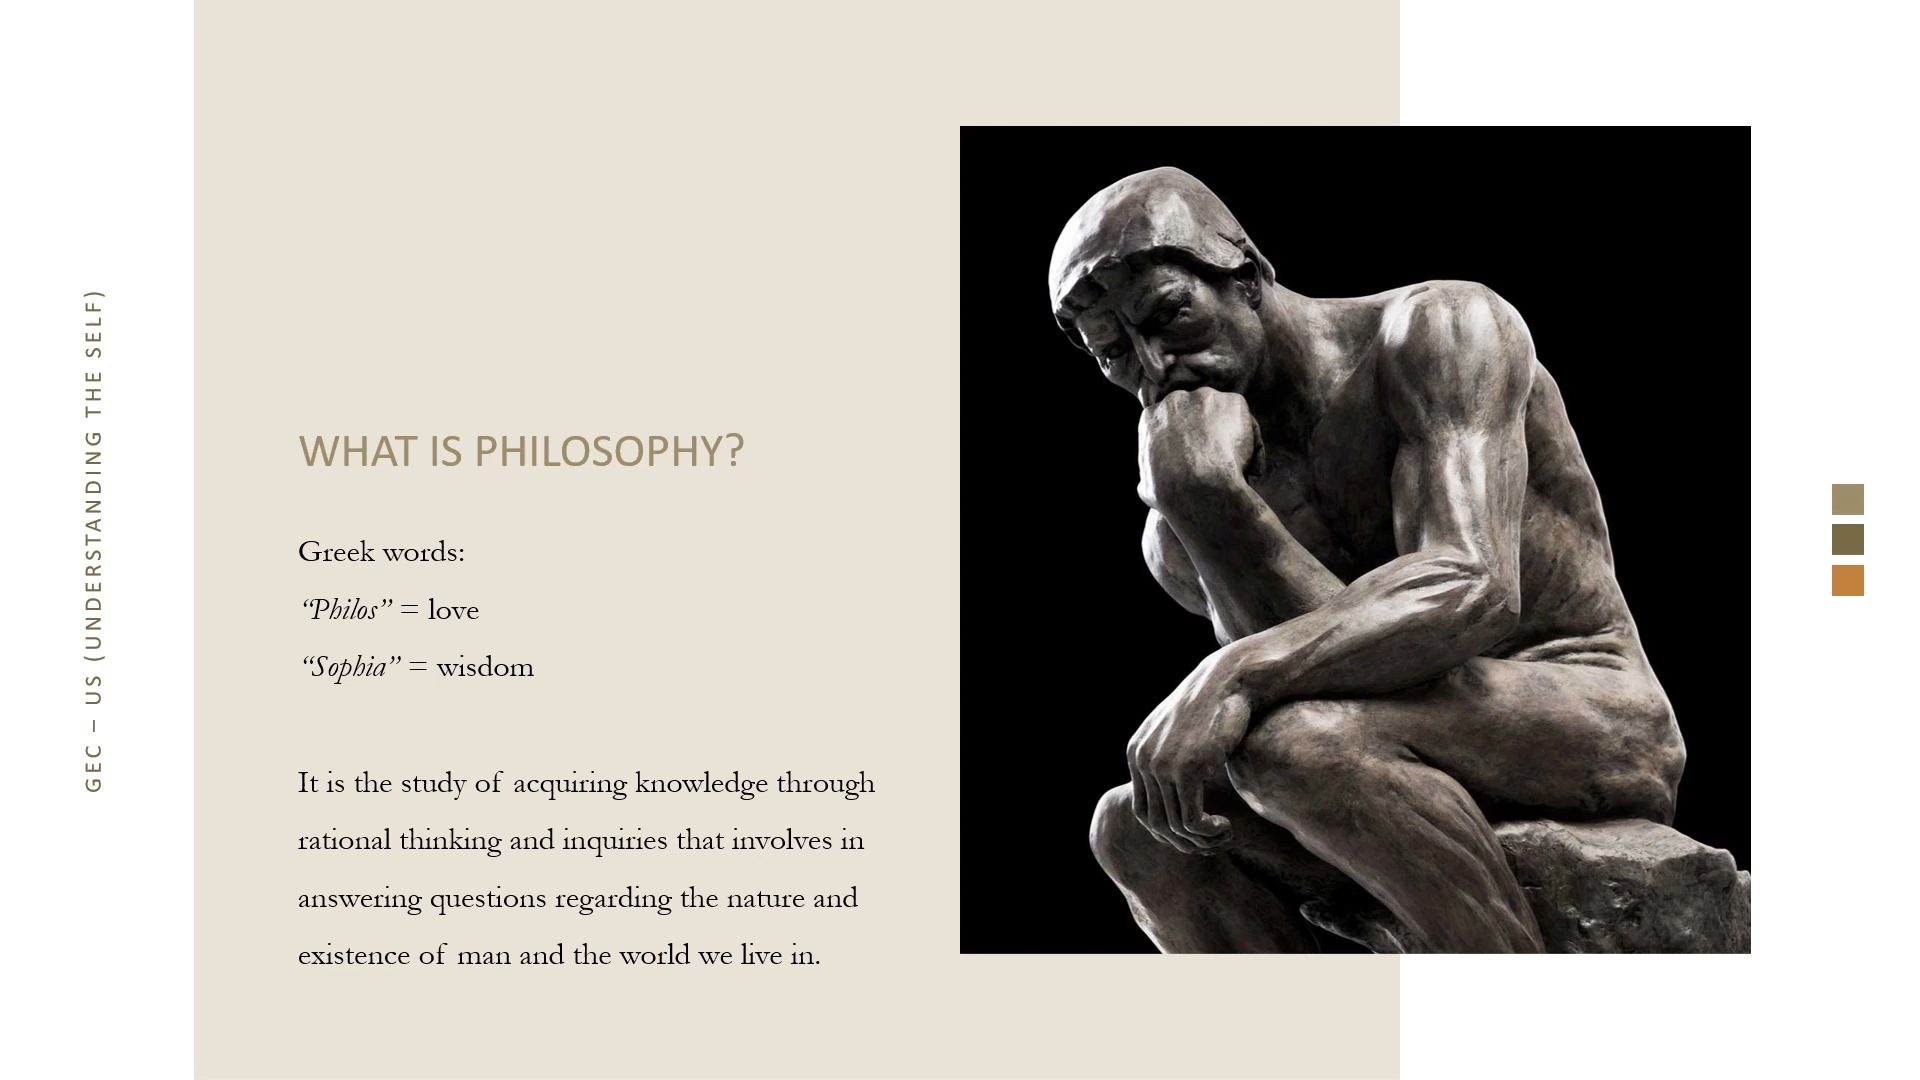 GEC – US (UNDERSTANDING THE SELF)
WHAT IS PHILOSOPHY?
Greek words:
“Philos” = love
“Sophia” = wisdom
It is the study of acquiring knowledge through
rational thinking and inquiries that involves in
answering questions regarding the nature and
existence of man and the world we live in.